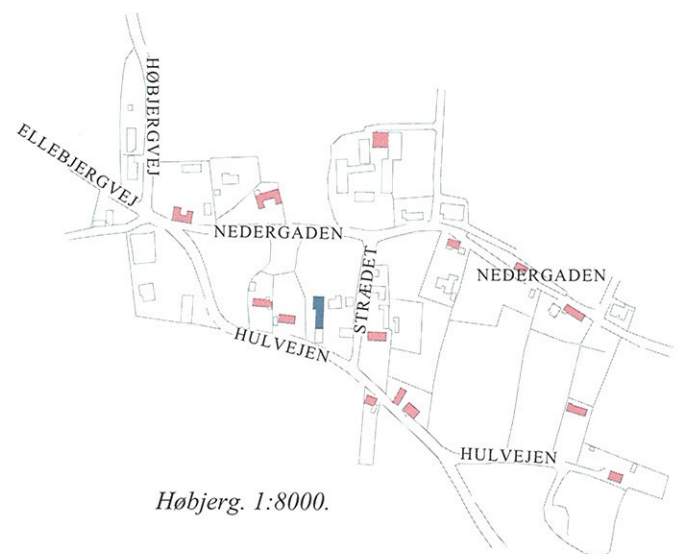 HØBJERGVEJ
ELLEBJERGVEJ
NEDERGADEN
STRÆDET
NEDERGADEN
HULVEJEN
HULVEJEN
Høbjerg. 1:8000.